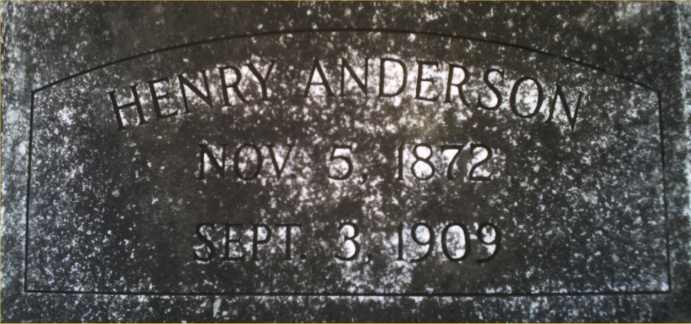 HENRY ANDERSON
NOV. 5, 1872
SEPT. 3, 1909